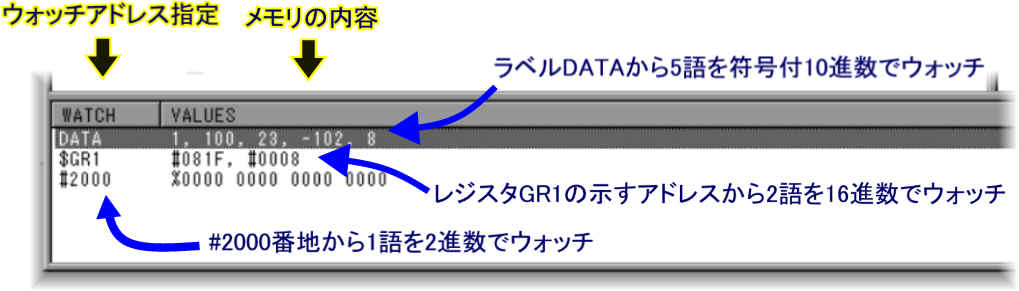 ウォッチアドレス指定 メモリの内容
ラベルDATAから5語を符号付10進数でウォッチ
WATCH VALUES
DATA 1, 100, 23, -102, 8
$GR1 #081F, #0008
#2000 %0000 0000 0000 0000
レジスタGR1の示すアドレスから2語を16進数でウォッチ
#2000番地から1語を2進数でウォッチ